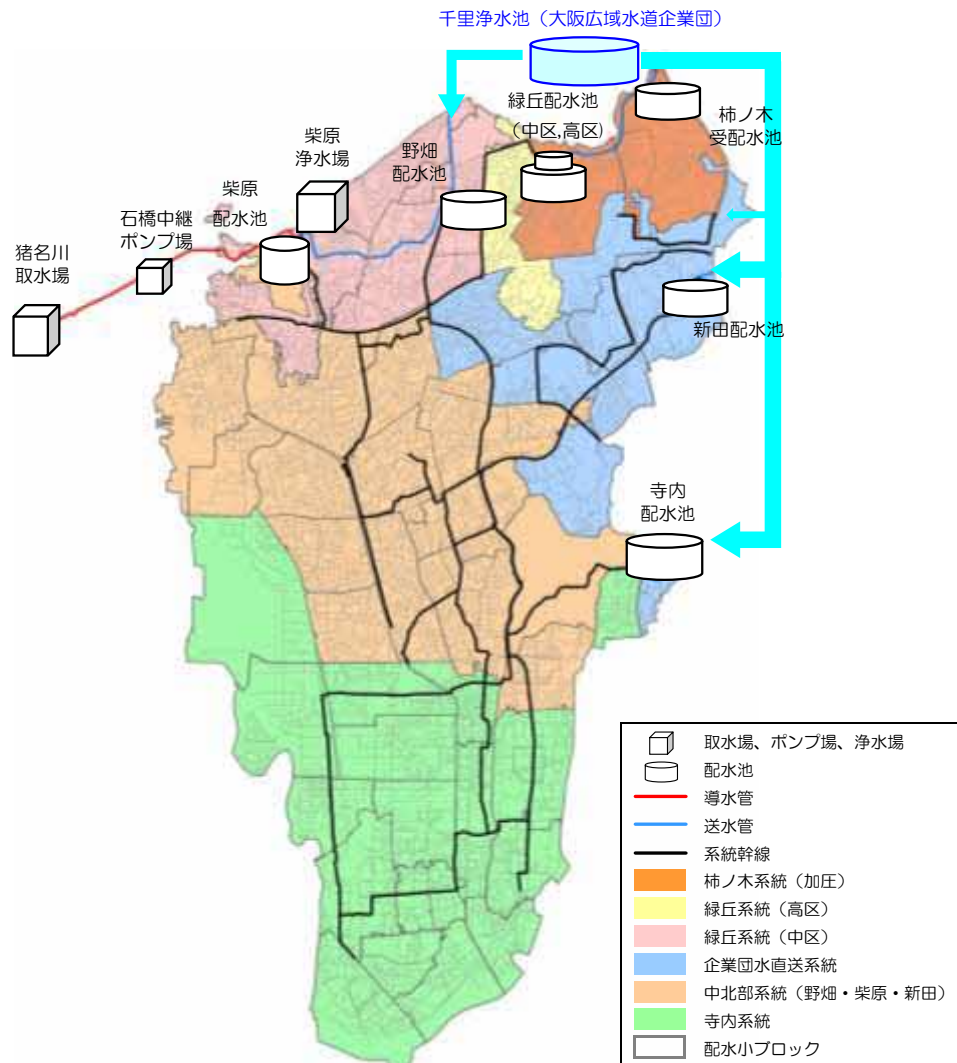 千里浄水池（大阪広域水道企業団）
緑丘配水池
（中区,高区）
柿ノ木
受配水池
柴原
浄水場
野畑
配水池
柴原
配水池
石橋中継
ポンプ場
猪名川
取水場
新田配水池
寺内
配水池
取水場、ポンプ場、浄水場
配水池
導水管
送水管
系統幹線
柿ノ木系統（加圧）
緑丘系統（高区）
緑丘系統（中区）
企業団水直送系統
中北部系統（野畑・柴原・新田）
寺内系統
配水小ブロック